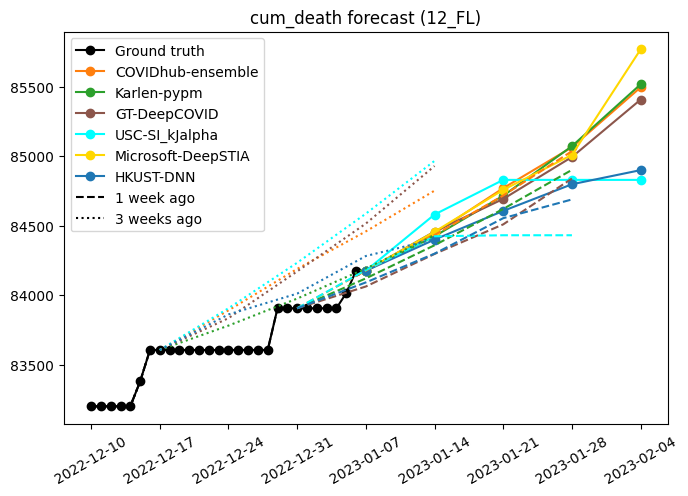 cum_death forecast (12_FL)
Ground truth
COVIDhub-ensemble
Karlen-pypm
GT-DeepCOVID
USC-SI_kJalpha
Microsoft-DeepSTIA
HKUST-DNN
1 week ago
3 weeks ago
85500
85000
84500
84000
83500
2022-12-10
2022-12-17
2022-12-24
2022-12-31
2023-01-07
2023-01-14
2023-01-21
2023-01-28
2023-02-04